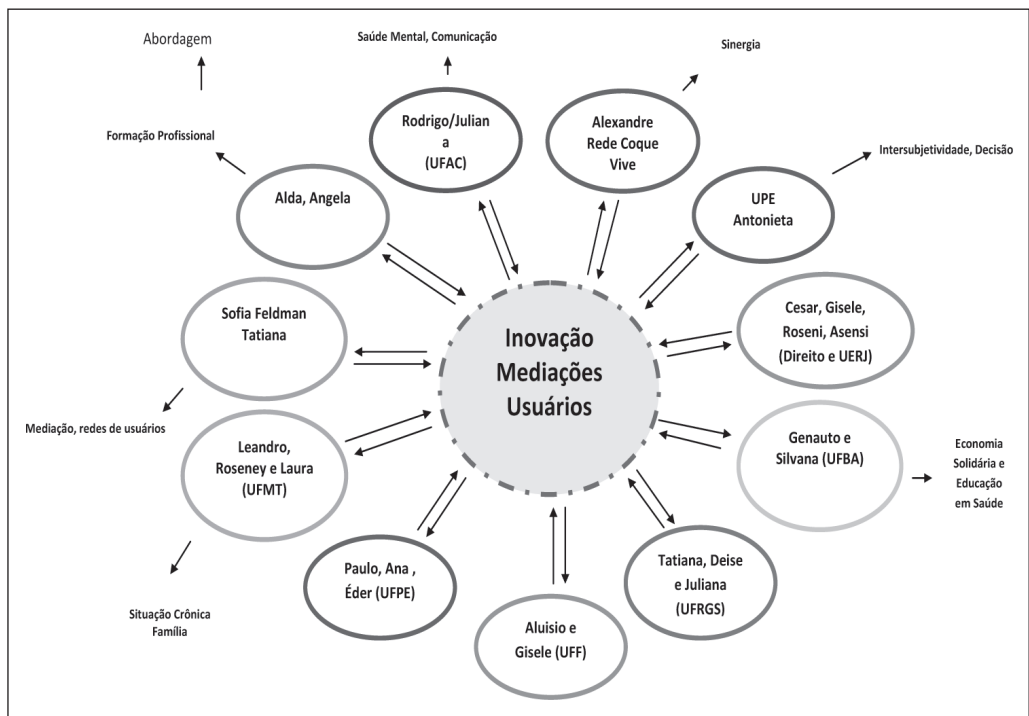 Abordagem
Saúde Mental, Comunicação
Sinergia
Formação Profissional
Rodrigo/Julian
a
(UFAC)
Alexandre
Rede Coque
Vive
Intersubjetividade, Decisão
Alda, Angela
UPE
Antonieta
Sofia Feldman
Tatiana
Cesar, Gisele,
Roseni, Asensi
(Direito e UERJ)
Inovação
Mediações
Usuários
Mediação, redes de usuários
Leandro,
Roseney e Laura
(UFMT)
Genauto e
Silvana (UFBA)
Economia
Solidária e
Educação
em Saúde
Paulo, Ana ,
Éder (UFPE)
Tatiana, Deise
e Juliana
(UFRGS)
Situação Crônica
Família
Aluisio e
Gisele (UFF)